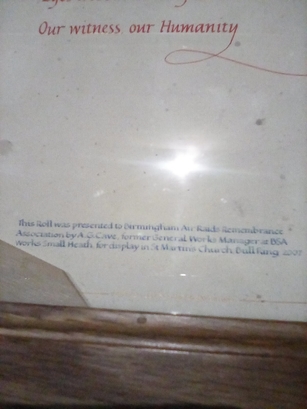 Our witness, our Humanity
This Roll was presented to Birmingham Air Raids Remembrance
Association by A.G. Cave, former General Works Manager at BSA
Works Small Heath, for display in St Martins Church, Bull Ring, 2007